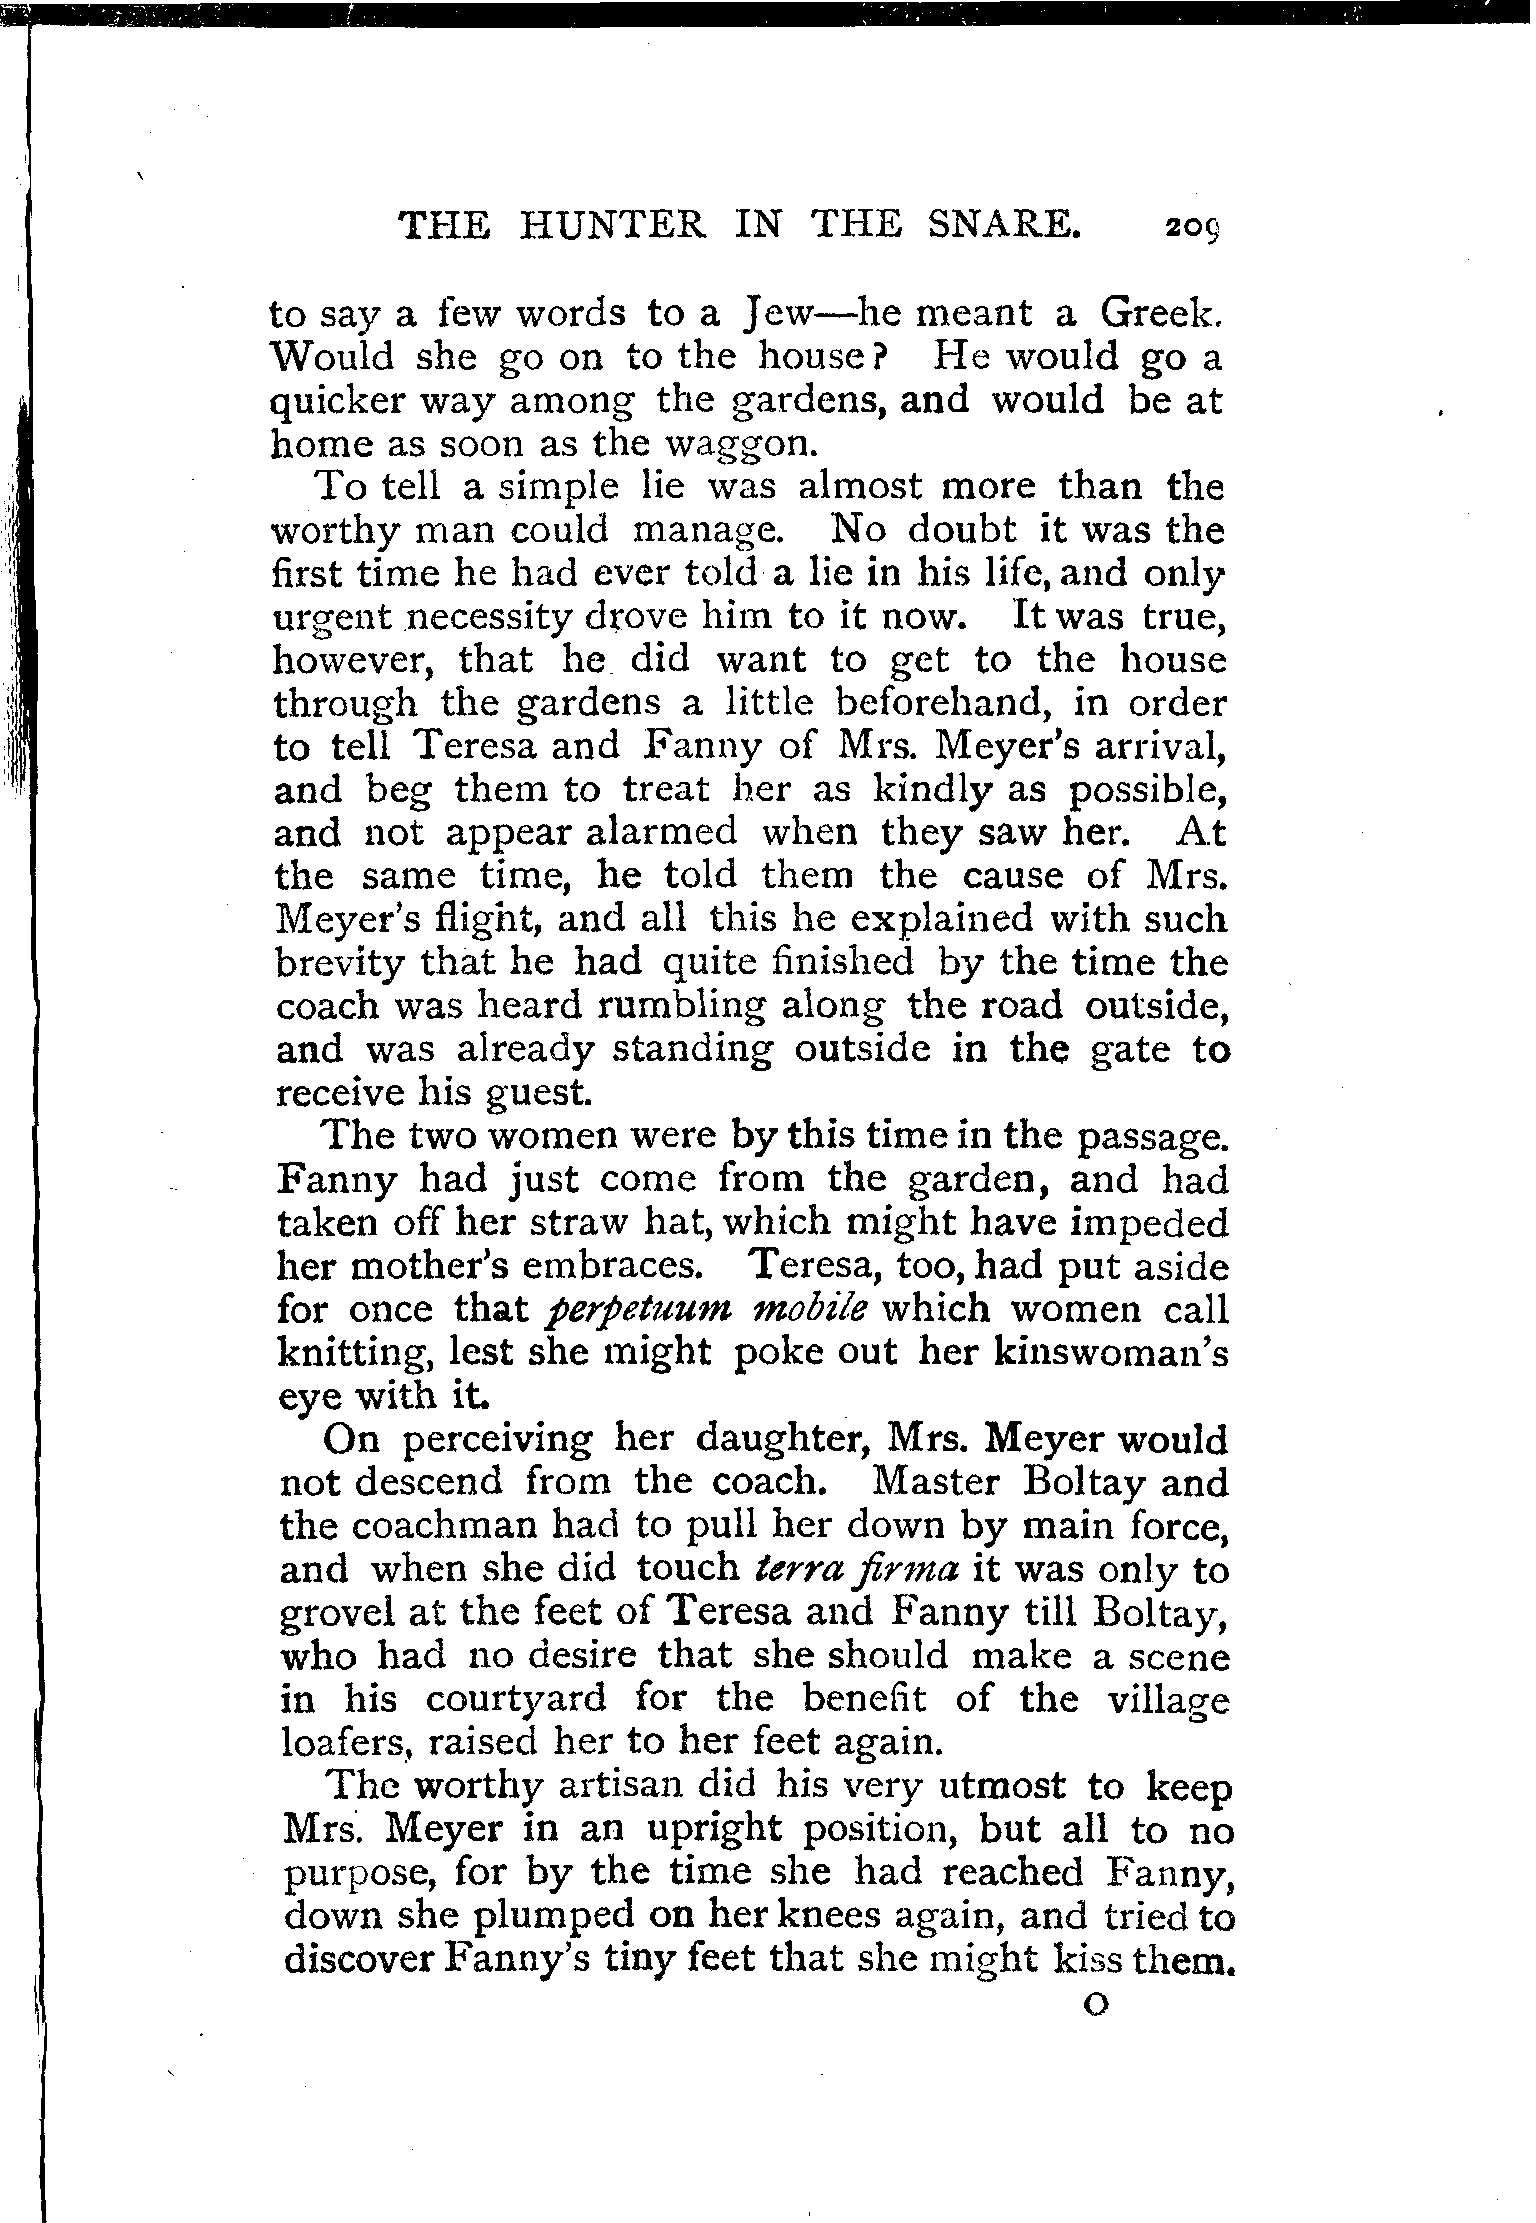 THE HUNTER IN THE SNARE. 209
to say a few words to a Jew—he meant a Greek.
Would she go on to the house? He would go a
quicker way among the gardens, and would be at
home as soon as the waggon.
To tell a simple lie was almost more than the
worthy man could manage. No doubt it was the
first time he had ever told a lie in his life, and only
urgent necessity drove him to it now. It was true,
however, that he did want to get to the house
through the gardens a little beforehand, in order
to tell Teresa and Fanny of Mrs. Meyer's arrival,
and beg them to treat her as kindly as possible,
and not appear alarmed when they saw her. At
the same time, he told them the cause of Mrs.
Meyer's flight, and all this he explained with such
brevity that he had quite finished by the time the
coach was heard rumbling along the road outside,
and was already standing outside in the gate to
receive his guest.
The two women were by this time in the passage.
Fanny had just come from the garden, and had
taken off her straw hat, which might have impeded
her mother's embraces. Teresa, too, had put aside
for once that perpetuum mobile which women call
knitting, lest she might poke out her kinswoman's
eye with it.
On perceiving her daughter, Mrs. Meyer would
not descend from the coach. Master Boltay and
the coachman had to pull her down by main force,
and when she did touch terra firma it was only to
grovel at the feet of Teresa and Fanny till Boltay,
who had no desire that she should make a scene
in his courtyard for the benefit of the village
loafers, raised her to her feet again.
The worthy artisan did his very utmost to keep
Mrs. Meyer in an upright position, but all to no
purpose, for by the time she had reached Fanny,
down she plumped on her knees again, and tried to
discover Fanny's tiny feet that she might kiss them.
O